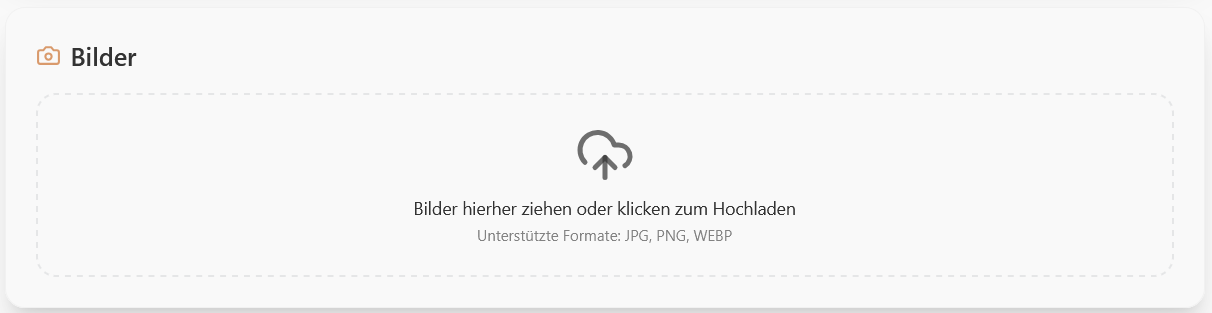 Bilder
Bilder hierher ziehen oder klicken zum Hochladen
Unterstützte Formate: JPG, PNG, WEBP